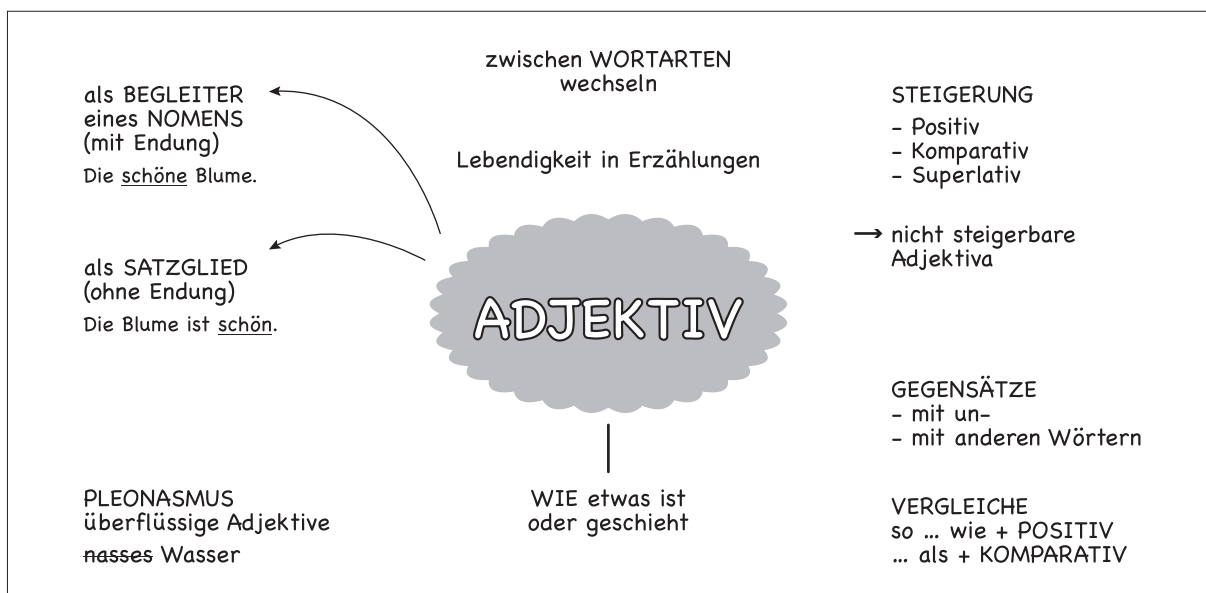 zwischen WORTARTEN
wechseln
Lebendigkeit in Erzählungen
als BEGLEITER
eines NOMENS
(mit Endung)
Die schöne Blume.
als SATZGLIED
(ohne Endung)
Die Blume ist schön.
ADJEKTIV
STEIGERUNG
– Positiv
– Komparativ
– Superlativ
→ nicht steigerbare
Adjektiva
GEGENSÄTZE
– mit un–
– mit anderen Wörtern
PLEONASMUS
überflüssige Adjektive
nasses Wasser
WIE etwas ist
oder geschieht
VERGLEICHE
so ... wie + POSITIV
... als + KOMPARATIV